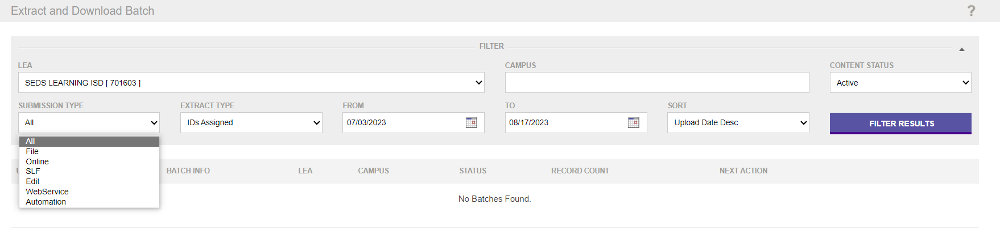 Extract and Download Batch
?
FILTER
LEA CAMPUS CONTENT STATUS
SEDS LEARNING ISD [ 701603 ] Active
SUBMISSION TYPE EXTRACT TYPE FROM TO SORT
All IDs Assigned 07/03/2023 08/17/2023 Upload Date Desc FILTER RESULTS
All
File
Online
SLF
Edit
WebService
Automation
BATCH INFO LEA CAMPUS STATUS RECORD COUNT NEXT ACTION
No Batches Found.